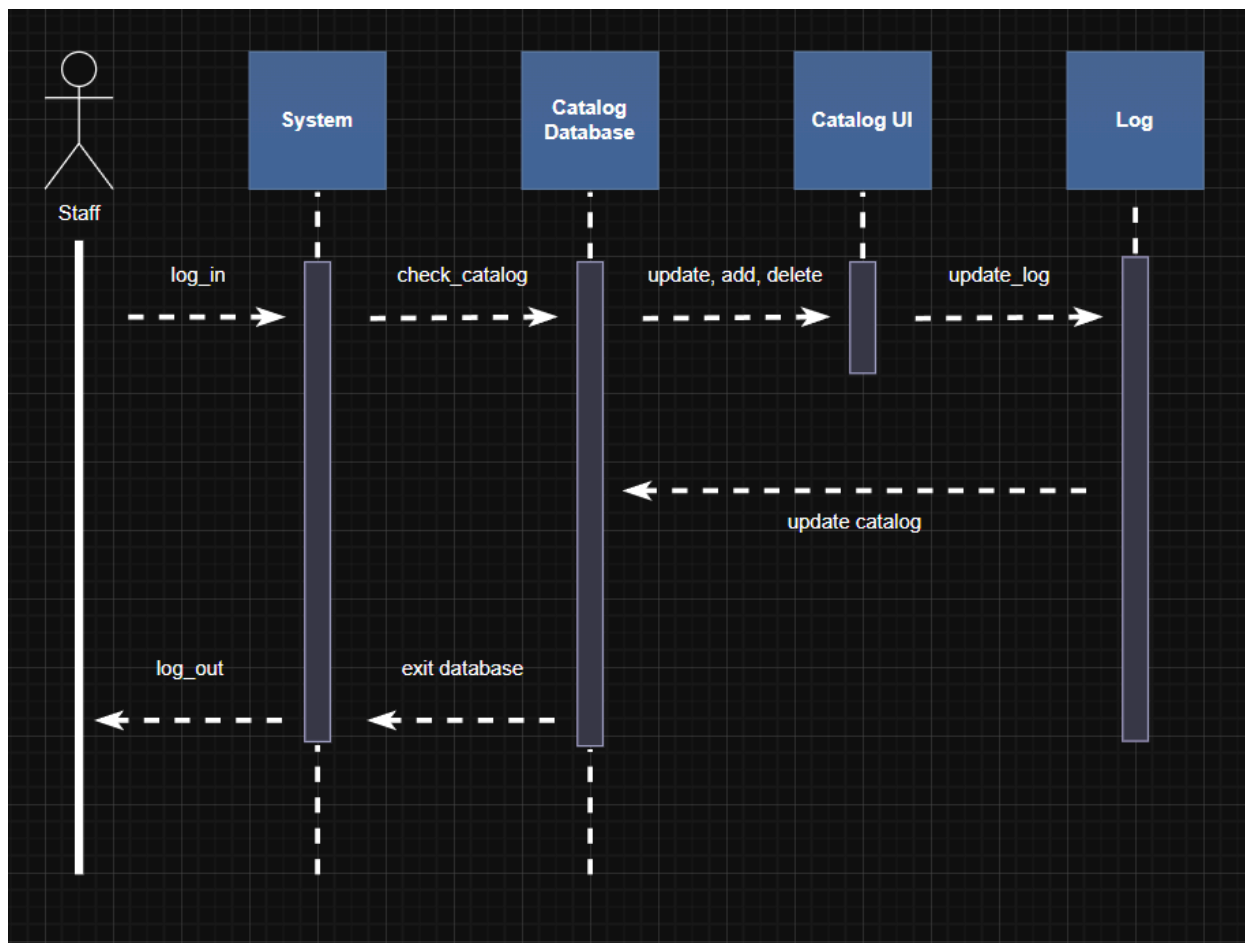 System
Catalog
Database
Catalog UI
Log
Staff
log_in
check_catalog
update, add, delete
update_log
update catalog
log_out
exit database